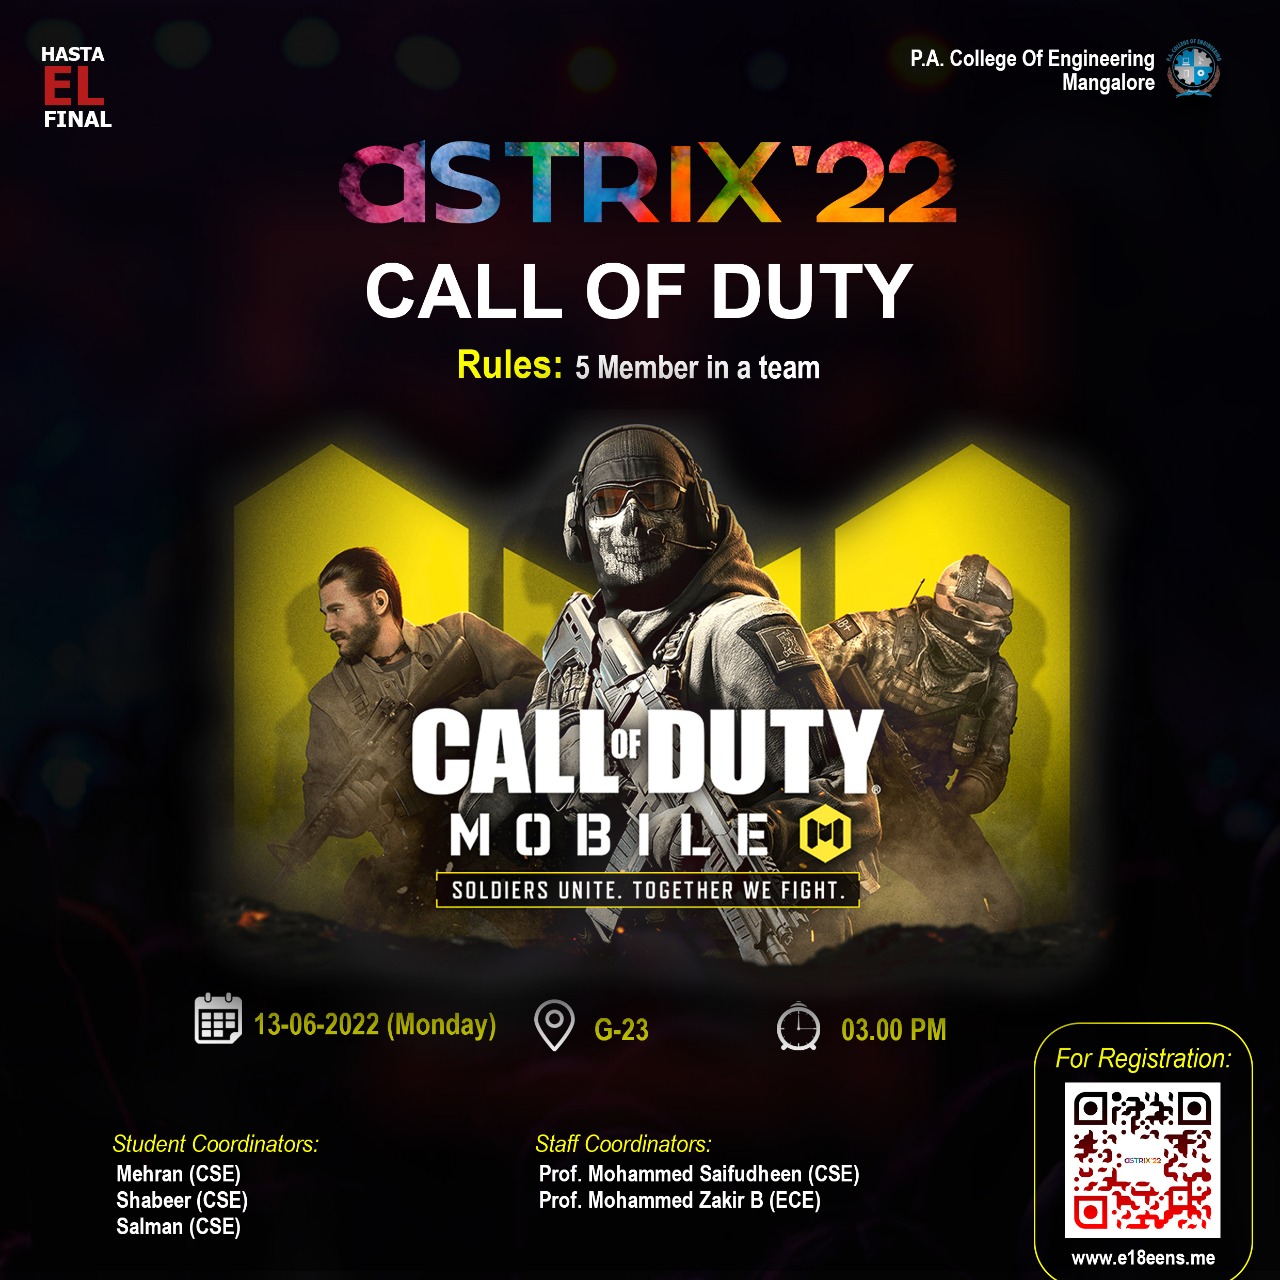 HASTA
EL
FINAL
P.A. College Of Engineering
Mangalore
aSTRIX'22
CALL OF DUTY
Rules: 5 Member in a team
CALL OF DUTY®
MOBILE
SOLDIERS UNITE. TOGETHER WE FIGHT.
13-06-2022 (Monday)
G-23
03.00 PM
For Registration:
aSTRIX'22
www.e18eens.me
Student Coordinators:
Mehran (CSE)
Shabeer (CSE)
Salman (CSE)
Staff Coordinators:
Prof. Mohammed Saifudheen (CSE)
Prof. Mohammed Zakir B (ECE)